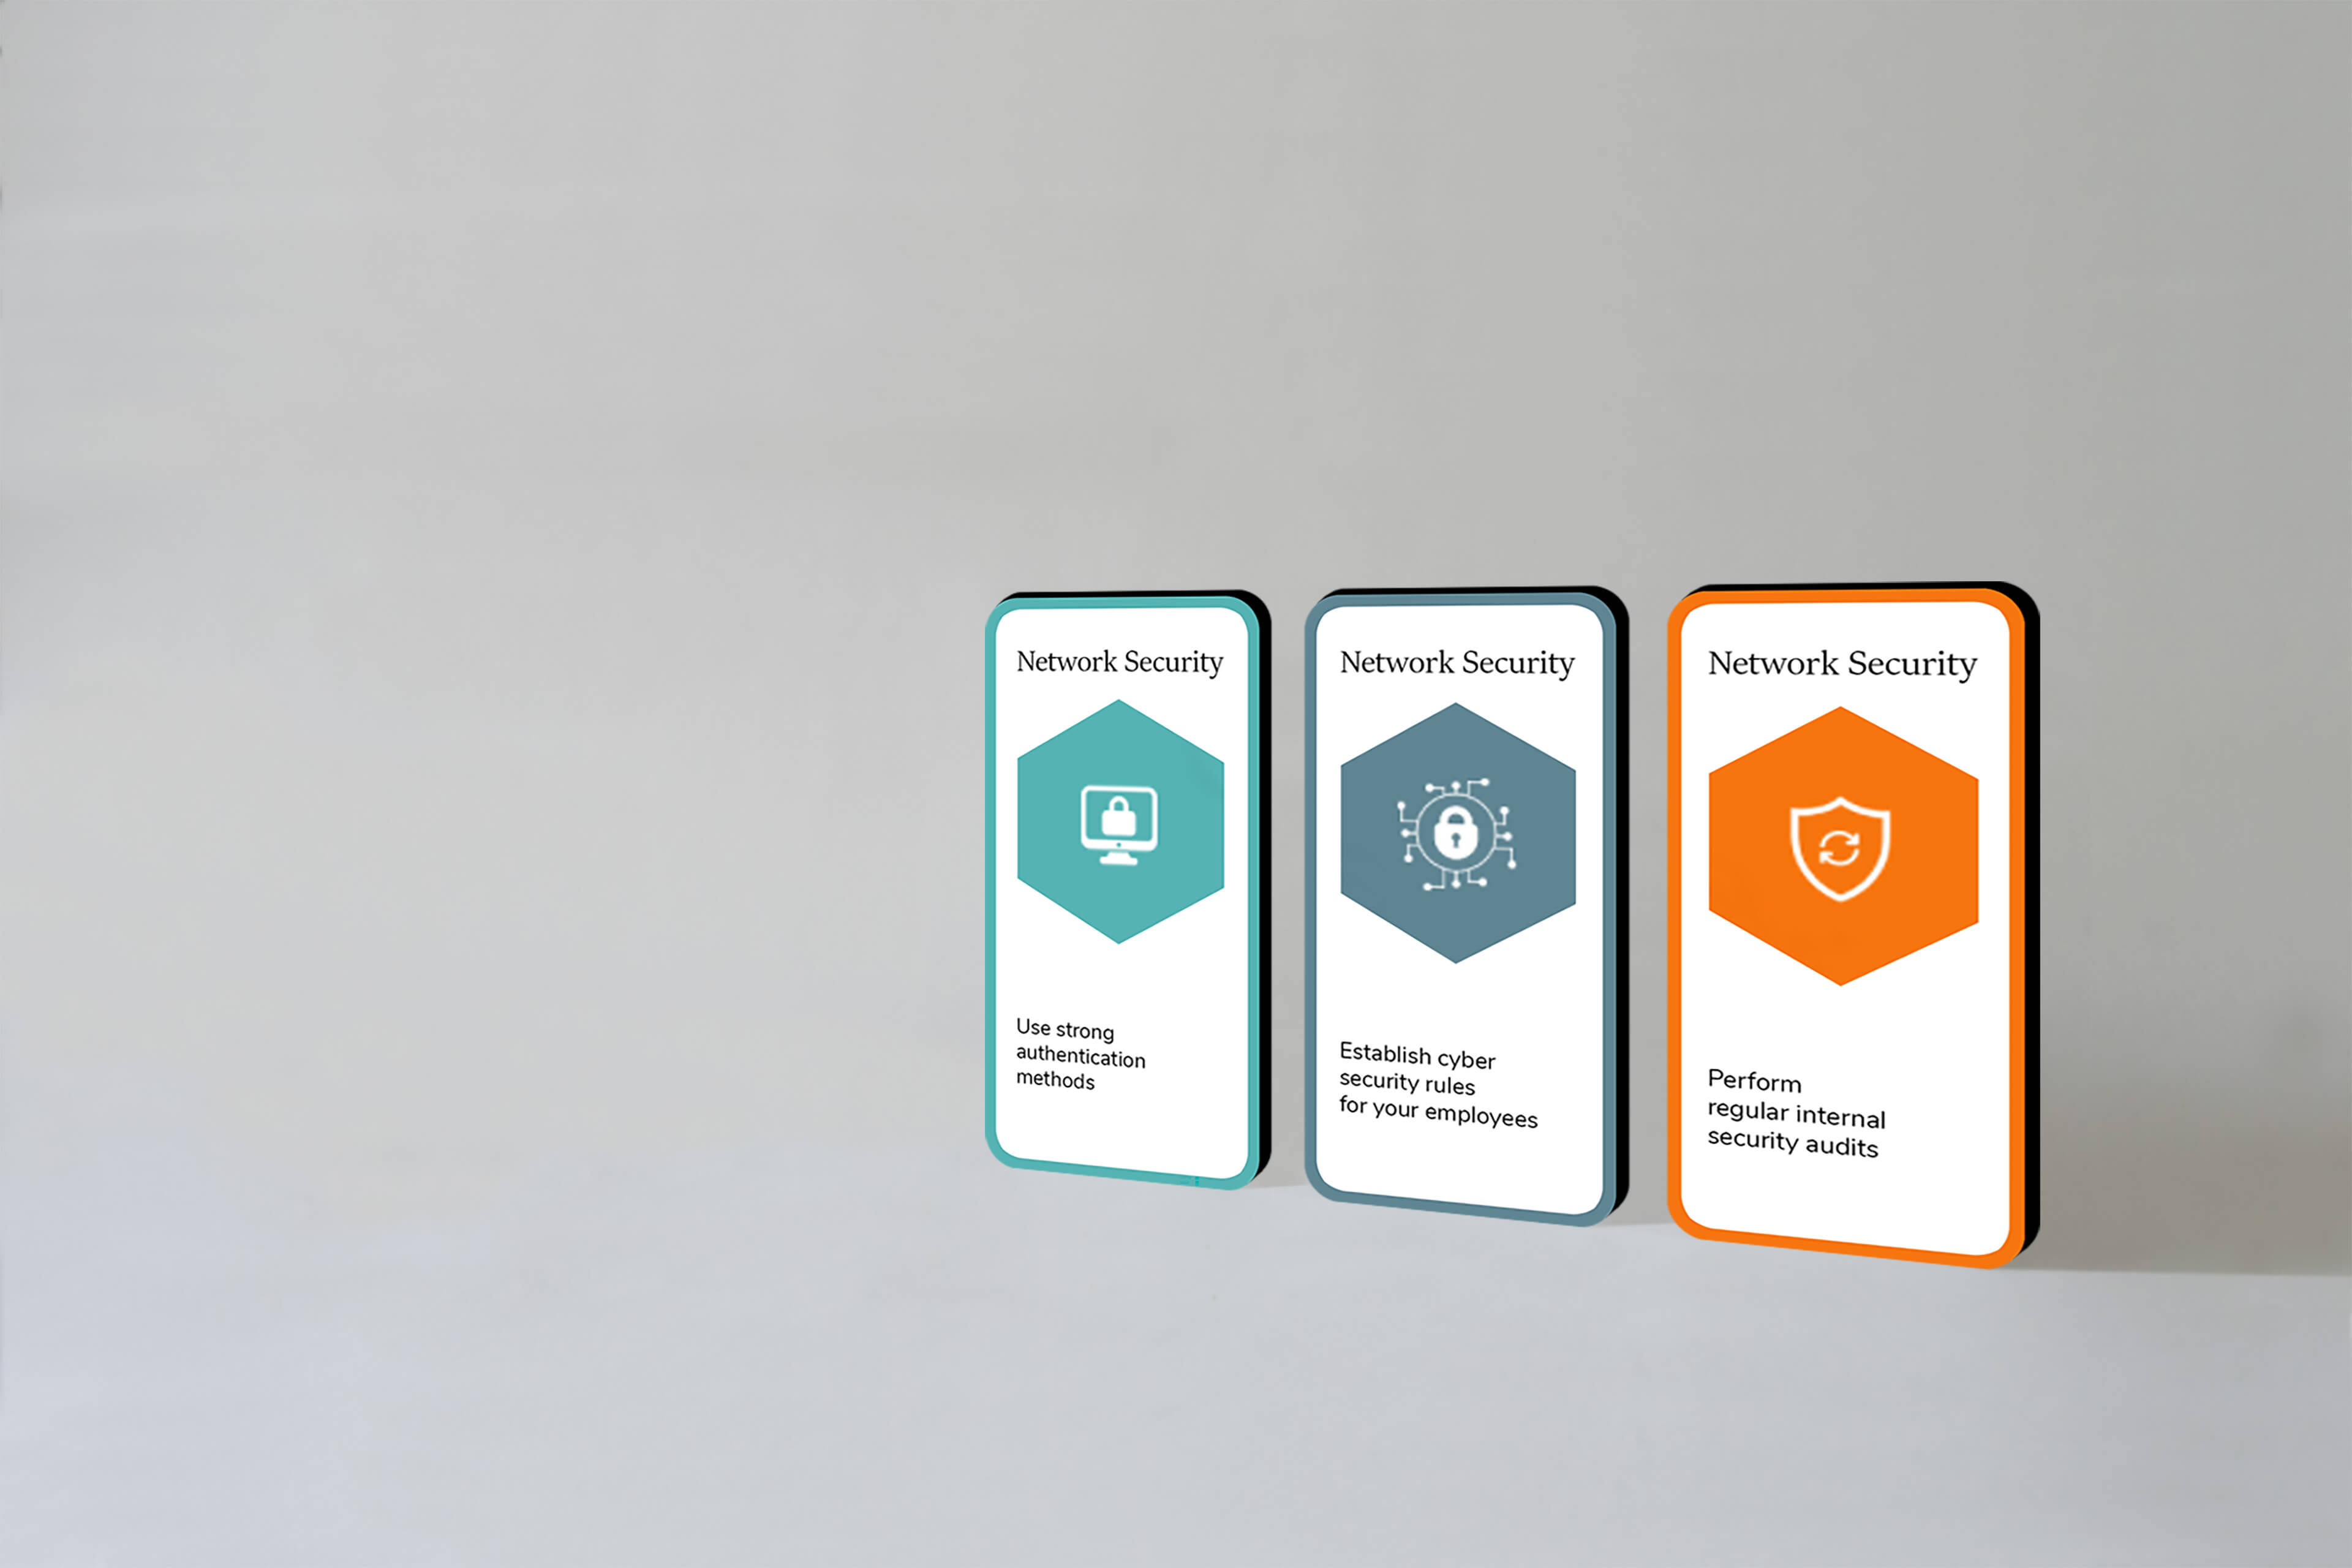 Network Security
Use strong
authentication
methods
Network Security
Establish cyber
security rules
for your employees
Network Security
Perform
regular internal
security audits